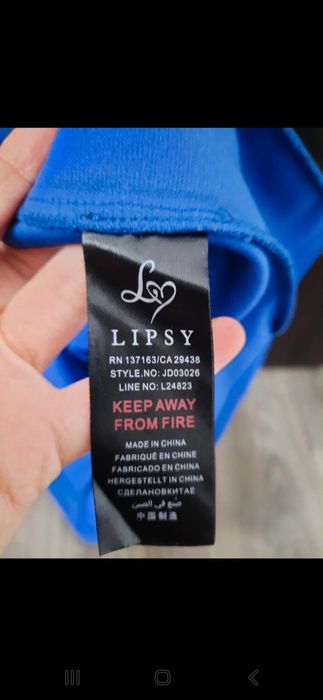 LIPSY
RN 137163/CA 29438
STYLE.NO: JD03026
LINE NO: L24823
KEEP AWAY
FROM FIRE
MADE IN CHINA
FABRIQUÉ EN CHINE
FABRICADO EN CHINA
HERGESTELLT IN CHINA
СДЕЛАНОВКИТАЕ
صنع في الصين
中国制造